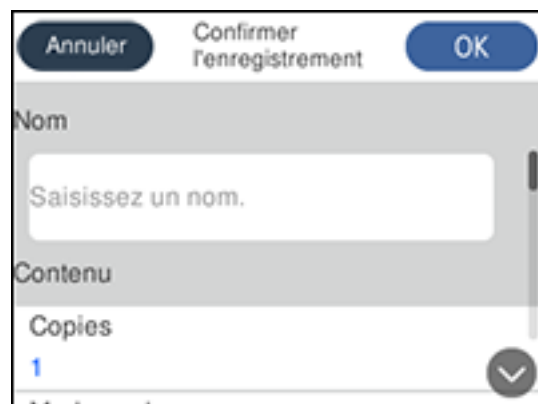 Annuler
Confirmer
l'enregistrement
OK
Nom
Saisissez un nom.
Contenu
Copies
1